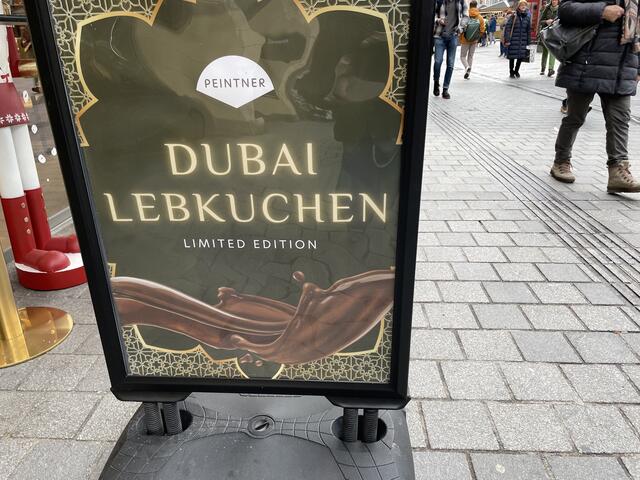 PEINTNER
DUBAI
LEBKUCHEN
LIMITED EDITION